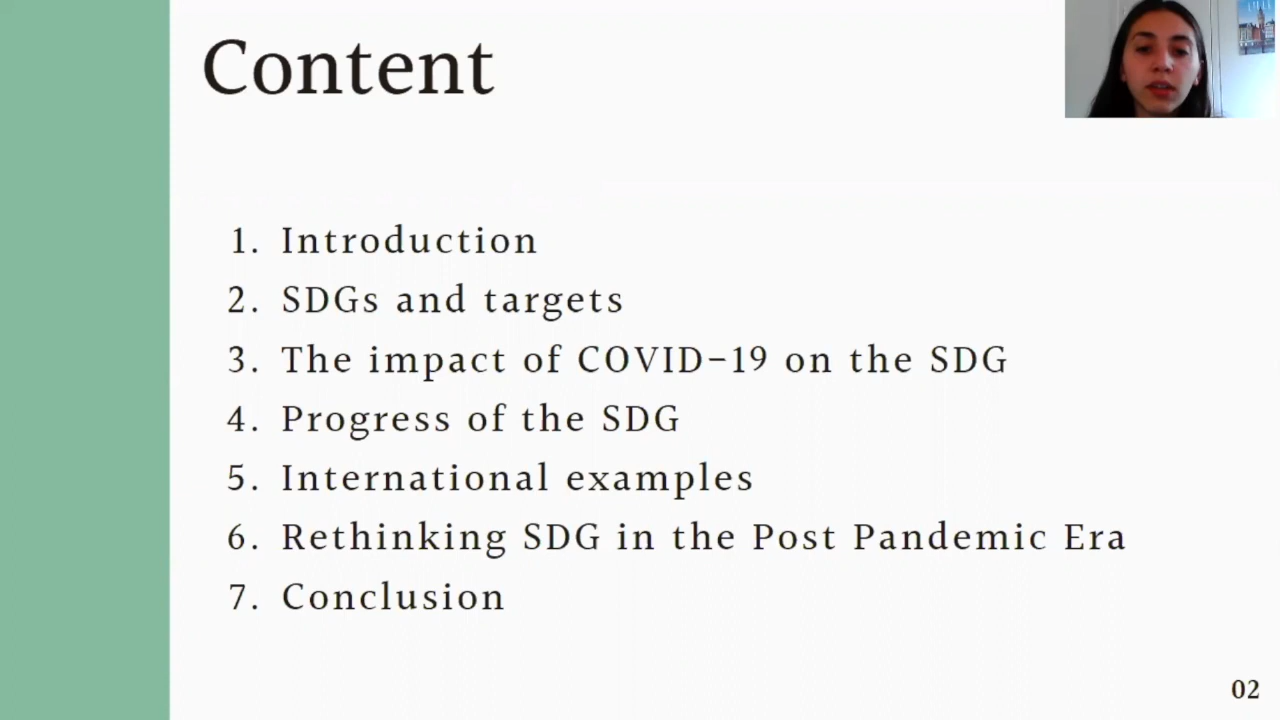 Content
1. Introduction
2. SDGs and targets
3. The impact of COVID-19 on the SDG
4. Progress of the SDG
5. International examples
6. Rethinking SDG in the Post Pandemic Era
7. Conclusion
02